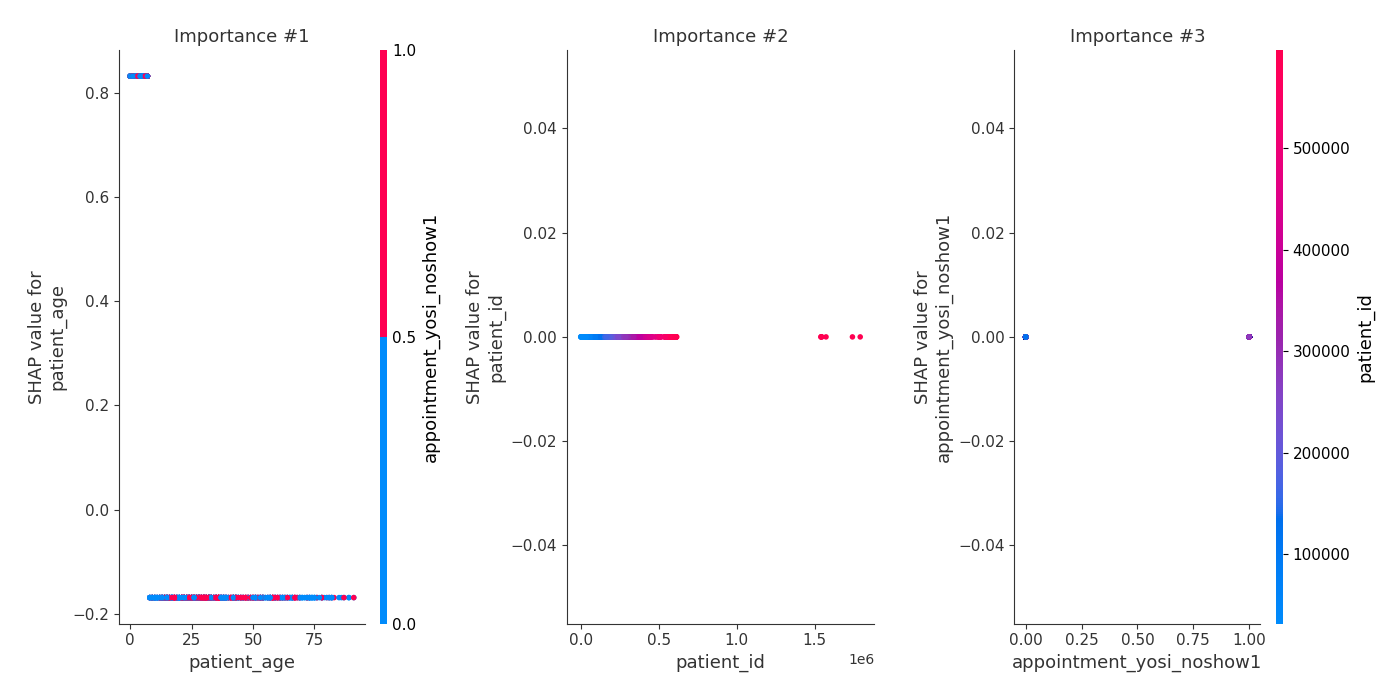 Importance #1
0.8
0.6
0.4
0.2
0.0
−0.2
SHAP value for
patient_age
0
25
50
75
patient_age
1.0
0.5
0.0
appointment_yosi_noshow1
Importance #2
0.04
0.02
0.00
−0.02
−0.04
SHAP value for
patient_id
0.0
0.5
1.0
1.5
1e6
patient_id
Importance #3
0.04
0.02
0.00
−0.02
−0.04
SHAP value for
appointment_yosi_noshow1
0.00
0.25
0.50
0.75
1.00
appointment_yosi_noshow1
500000
400000
300000
200000
100000
patient_id